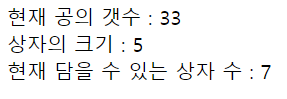 현재 공의 갯수 : 33
상자의 크기 : 5
현재 담을 수 있는 상자 수 : 7